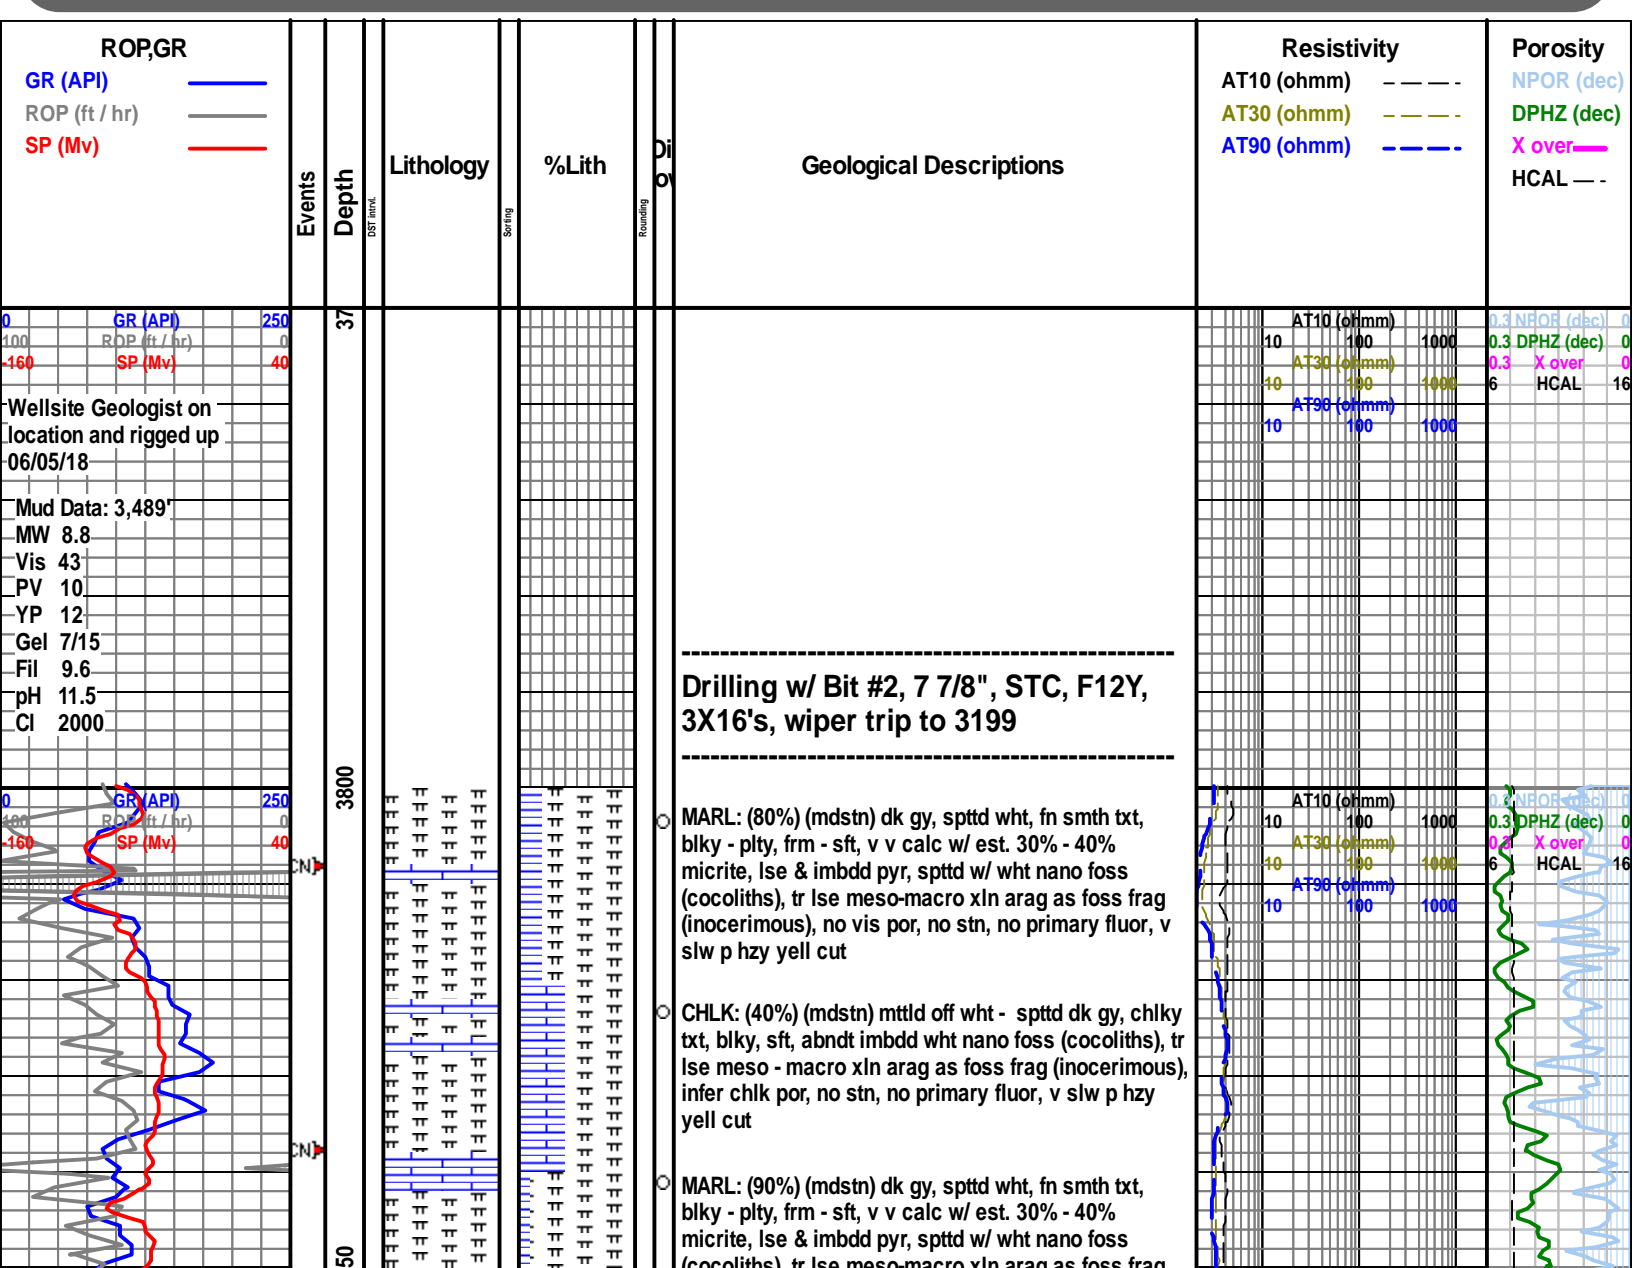 ROP,GR
GR (API)
ROP (ft / hr)
SP (Mv)
Events
Depth
DST intrvl.
Lithology
Sorting
%Lith
Rounding
Geological Descriptions
Resistivity
AT10 (ohmm)
AT30 (ohmm)
AT90 (ohmm)
Porosity
NPOR (dec)
DPHZ (dec)
X over
HCAL
0 GR (API) 250
100 ROP (ft / hr) 0
-160 SP (Mv) 40
37
AT10 (ohmm)
10 100 1000
AT30 (ohmm)
10 100 1000
AT90 (ohmm)
10 100 1000
0.3 NPOR (dec) 0
0.3 DPHZ (dec) 0
0.3 X over 0
6 HCAL 16
Wellsite Geologist on
location and rigged up
06/05/18
Mud Data: 3,489'
MW 8.8
Vis 43
PV 10
YP 12
Gel 7/15
Fil 9.6
pH 11.5
Cl 2000
Drilling w/ Bit #2, 7 7/8", STC, F12Y,
3X16's, wiper trip to 3199
3800
0 GR (API) 250
100 ROP (ft / hr) 0
-160 SP (Mv) 40
CN]
AT10 (ohmm)
10 100 1000
AT30 (ohmm)
10 100 1000
AT90 (ohmm)
10 100 1000
0.3 NPOR (dec) 0
0.3 DPHZ (dec) 0
0.3 X over 0
6 HCAL 16
MARL: (80%) (mdstn) dk gy, spttd wht, fn smth txt,
blky - plty, frm - sft, v v calc w/ est. 30% - 40%
micrite, lse & imbdd pyr, spttd w/ wht nano foss
(cocoliths), tr lse meso-macro xln arag as foss frag
(inocerimous), no vis por, no stn, no primary fluor, v
slw p hzy yell cut
CHLK: (40%) (mdstn) mttld off wht - spttd dk gy, chlky
txt, blky, sft, abndt imbdd wht nano foss (cocoliths), tr
lse meso - macro xln arag as foss frag (inocerimous),
infer chlk por, no stn, no primary fluor, v slw p hzy
yell cut
CN]
MARL: (90%) (mdstn) dk gy, spttd wht, fn smth txt,
blky - plty, frm - sft, v v calc w/ est. 30% - 40%
micrite, lse & imbdd pyr, spttd w/ wht nano foss
(cocoliths), tr lse meso-macro xln arag as foss frag
50